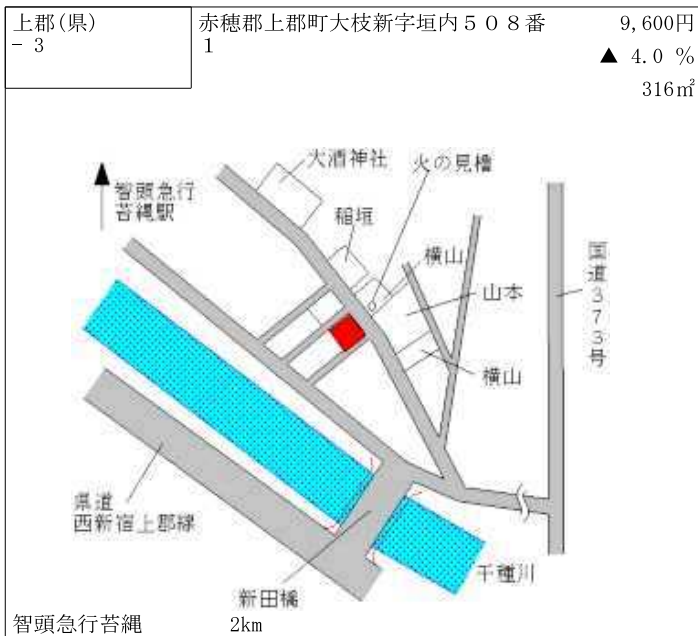 上郡(県)
- 3
赤穂郡上郡町大枝新字垣内５０８番
1
9,600円
▲ 4.0 %
316㎡
大酒神社
火の見櫓
智頭急行
苔縄駅
稲垣
横山
山本
国道３７３号
横山
県道
西新宿上郡線
千種川
新田橋
智頭急行苔縄
2km